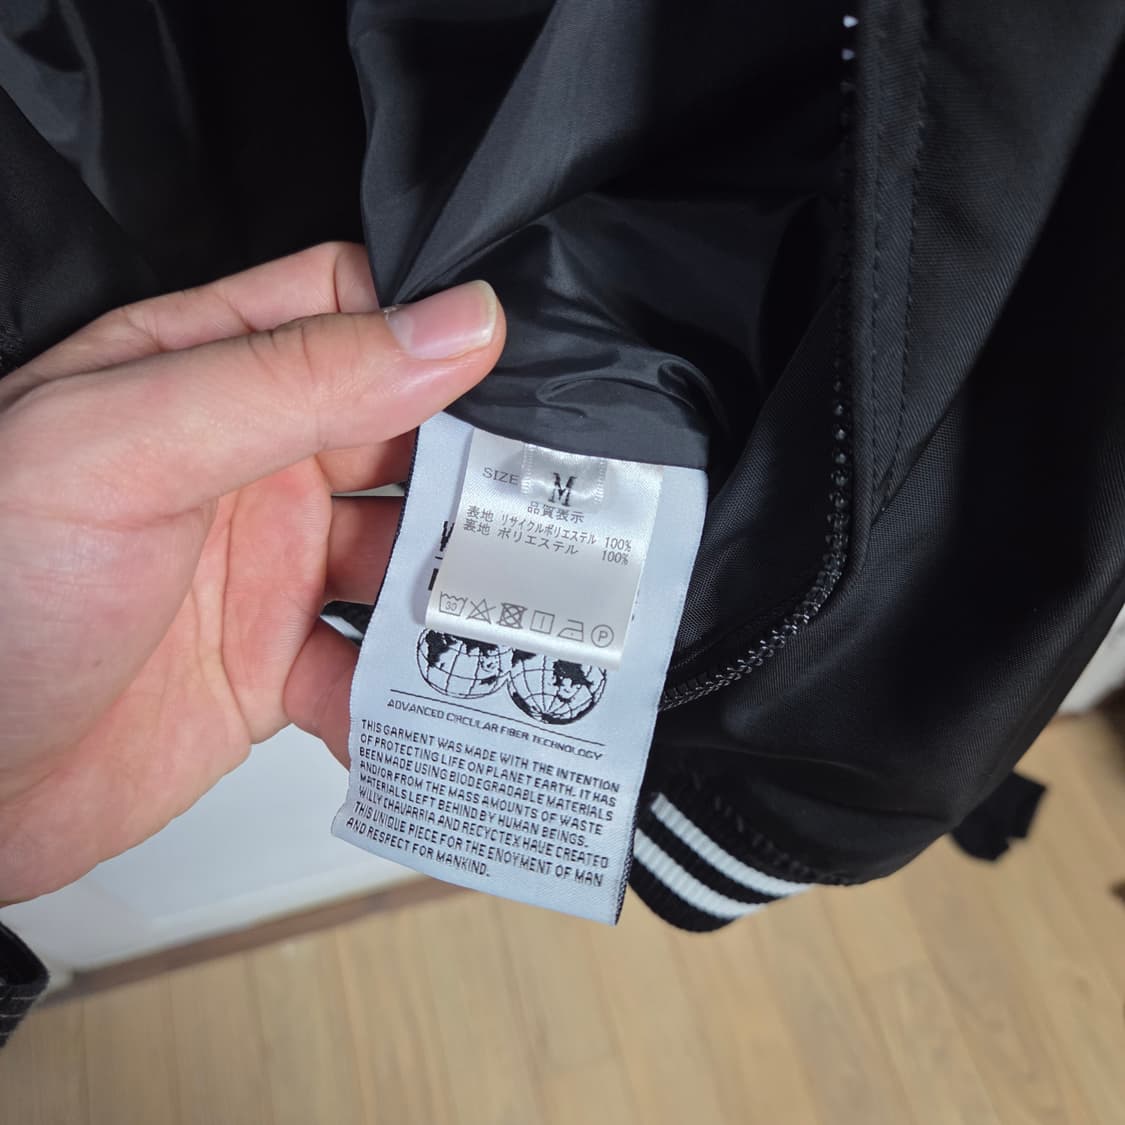 SIZE M
品質表示
表地 リサイクルポリエステル 100%
裏地 ポリエステル 100%
30
P
ADVANCED CIRCULAR FIBER TECHNOLOGY
THIS GARMENT WAS MADE WITH THE INTENTION
OF PROTECTING LIFE ON PLANET EARTH. IT HAS
BEEN MADE USING BIODEGRADABLE MATERIALS
AND/OR FROM THE MASS AMOUNTS OF WASTE
MATERIALS LEFT BEHIND BY HUMAN BEINGS.
WILLY CHAVARRIA AND RECYCTEX HAVE CREATED
THIS UNIQUE PIECE FOR THE ENOYMENT OF MAN
AND RESPECT FOR MANKIND.